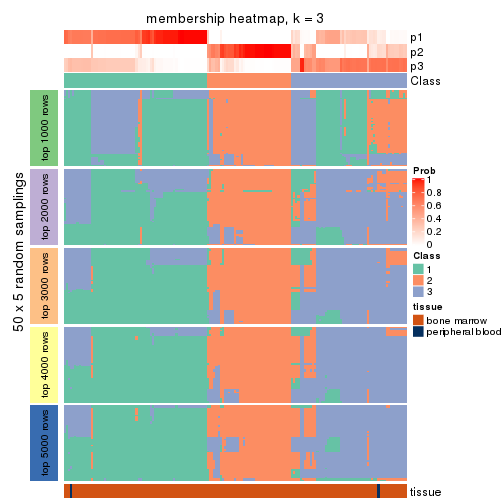 membership heatmap, k = 3
p1
p2
p3
Class
50 x 5 random samplings
top 1000 rows
top 2000 rows
top 3000 rows
top 4000 rows
top 5000 rows
Prob
1
0.8
0.6
0.4
0.2
0
Class
1
2
3
tissue
bone marrow
peripheral blood
tissue